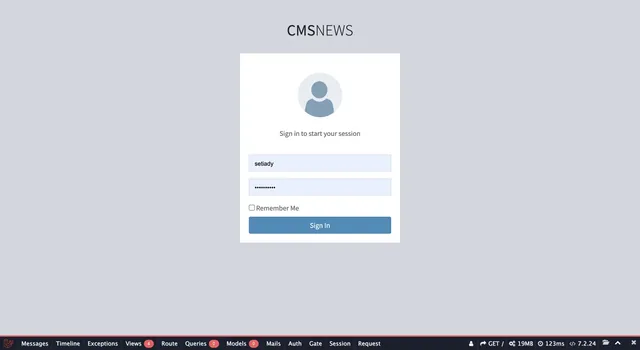 CMSNEWS
Sign in to start your session
setiady
••••••••••
Remember Me
Sign In
Messages Timeline Exceptions Views 4 Route Queries 0 Models 0 Mails Auth Gate Session Request GET / 19MB 123ms 7.2.24